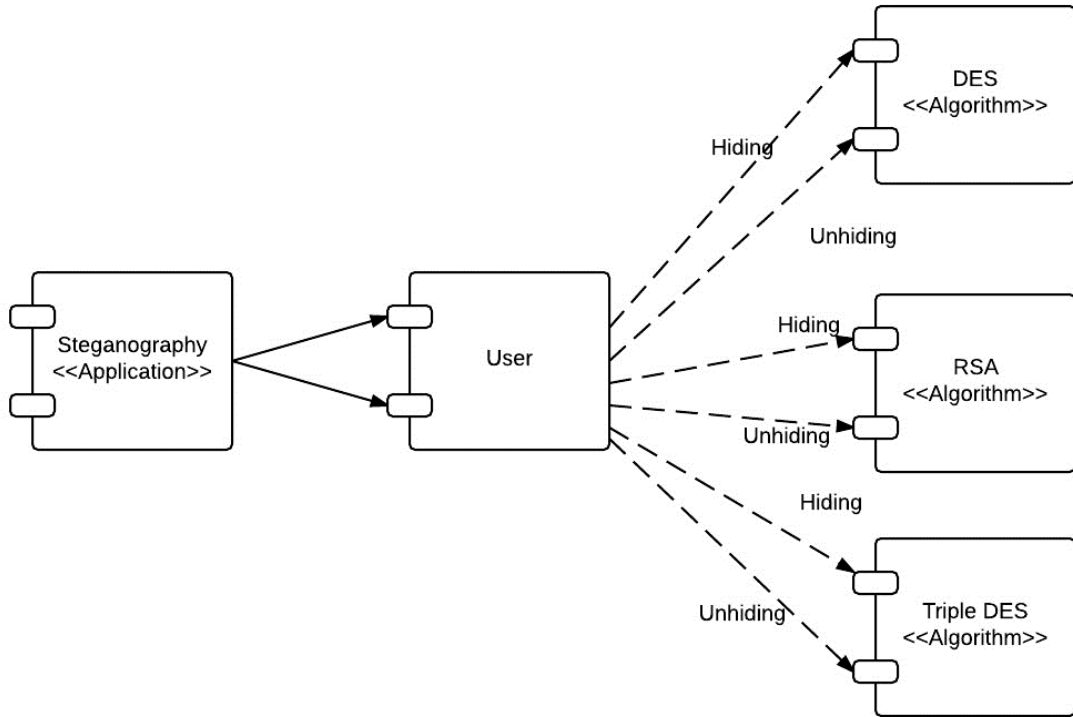 DES
<<Algorithm>>
Hiding
Unhiding
Steganography
<<Application>>
User
Hiding
RSA
<<Algorithm>>
Unhiding
Hiding
Triple DES
<<Algorithm>>
Unhiding